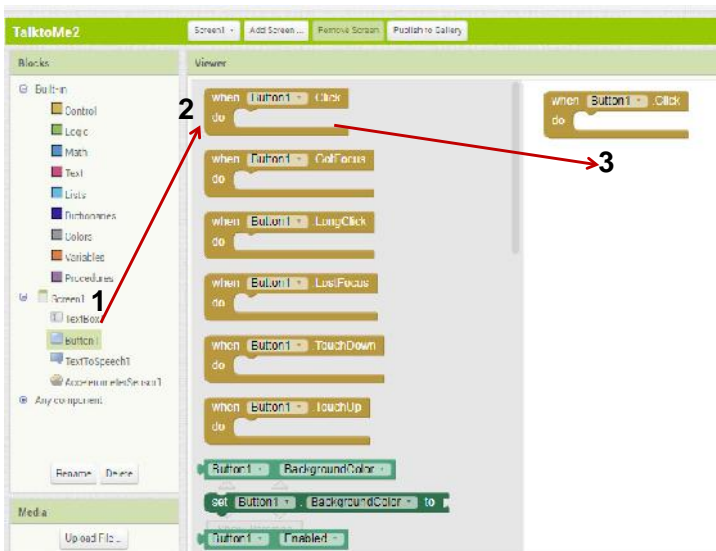 TalktoMe2
Screen1 Add Screen ... Remove Screen Publish to Gallery
Blocks
Viewer
Built-in
Control
Logic
Math
Text
Lists
Dictionaries
Colors
Variables
Procedures
Screen1
TextBox
Button1
TextToSpeech1
AccelerometerSensor1
Any component
Rename Delete
Media
Upload File ...
1
2
when Button1 .Click
do
when Button1 .GotFocus
do
when Button1 .LongClick
do
when Button1 .LostFocus
do
when Button1 .TouchDown
do
when Button1 .TouchUp
do
Button1 . BackgroundColor
set Button1 . BackgroundColor to
Button1 . Enabled
when Button1 .Click
do
3